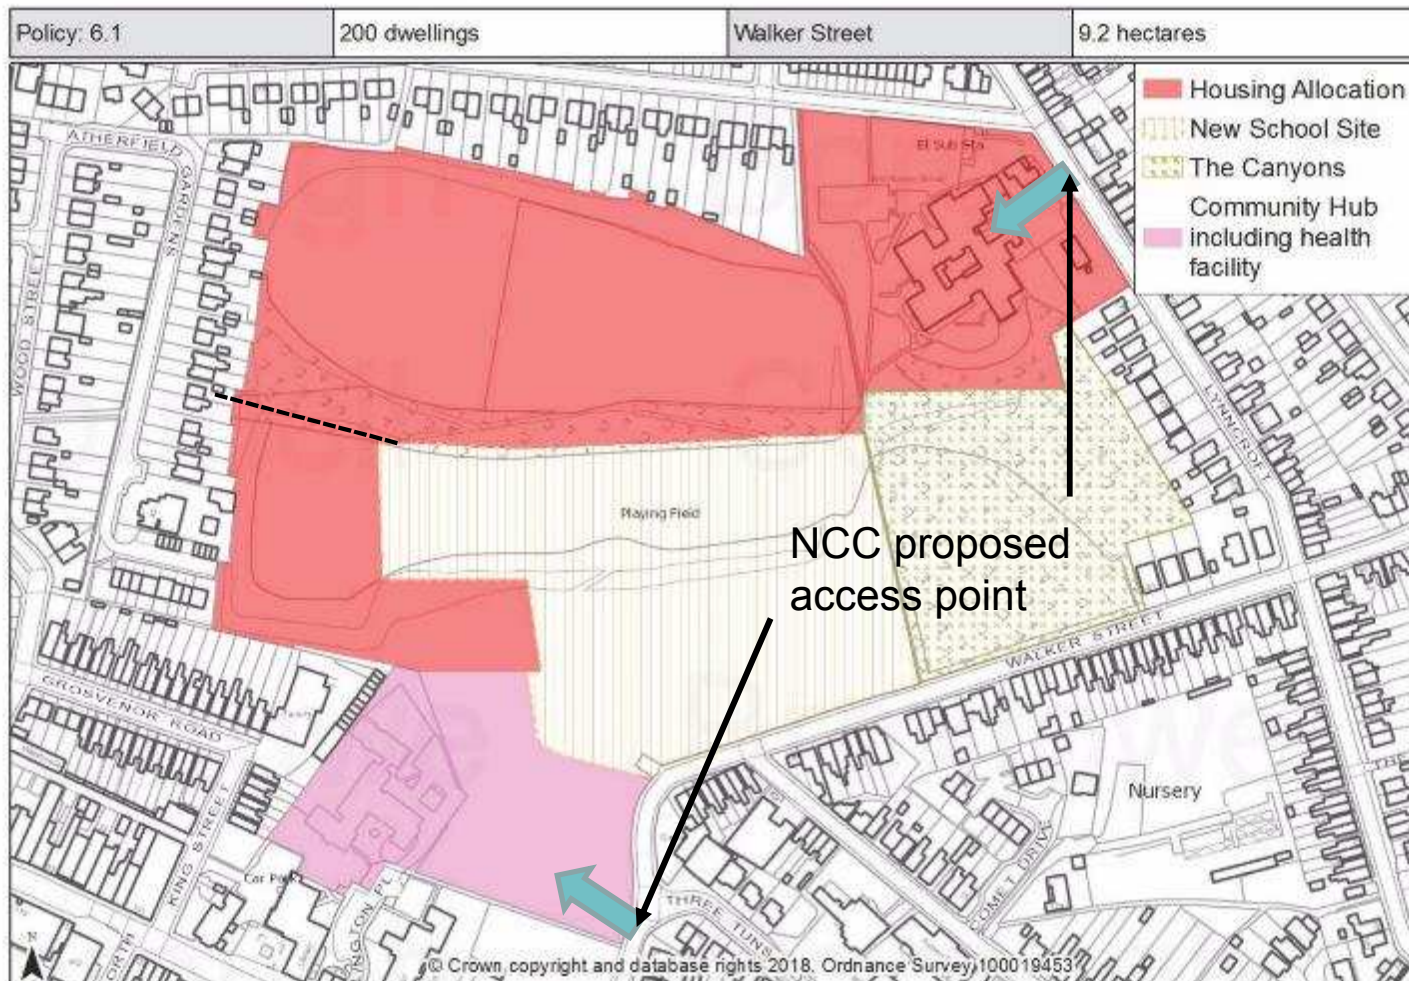 Policy: 6.1
200 dwellings
Walker Street
9.2 hectares
Housing Allocation
New School Site
The Canyons
Community Hub
including health
facility
El Sub Sta
ATHERFIELD
GARDENS
WOOD STREET
LYNNCROFT
Playing Field
NCC proposed
access point
WALKER STREET
GROSVENOR ROAD
KING STREET
Nursery
COMET DRIVE
THREE TUNS
Car Park
NORTH
N
© Crown copyright and database rights 2018. Ordnance Survey 100019453